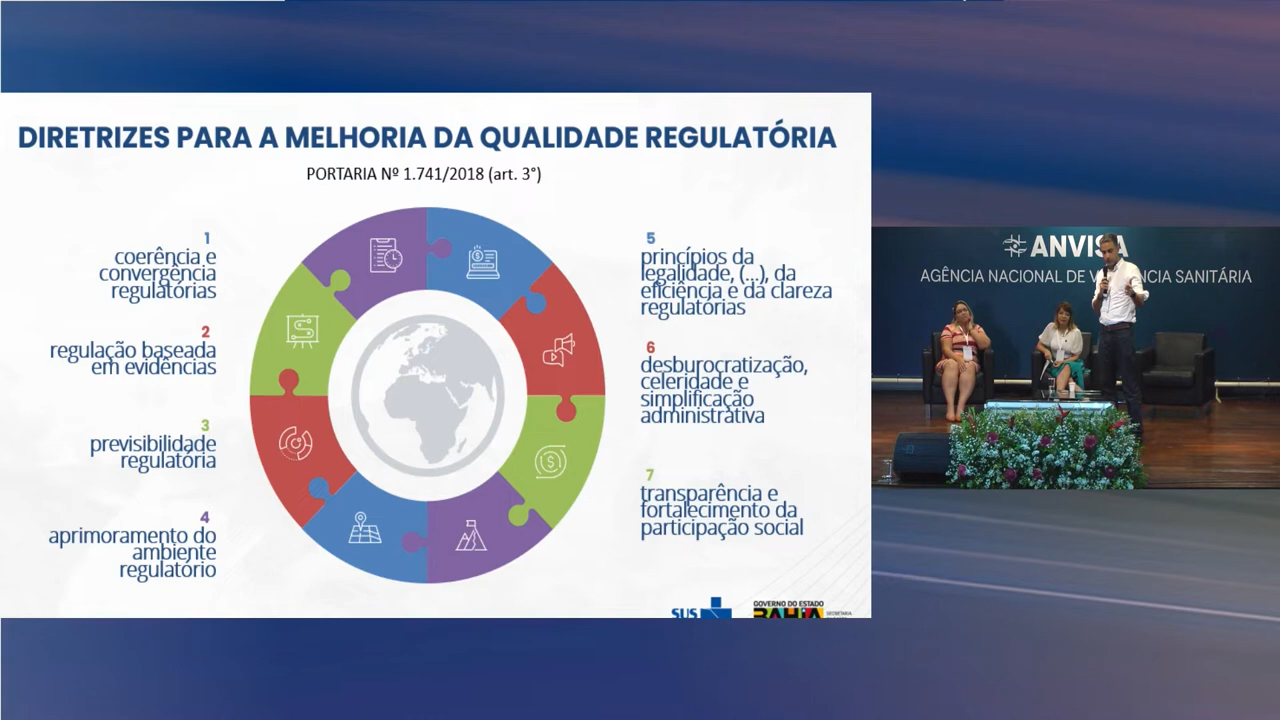 DIRETRIZES PARA A MELHORIA DA QUALIDADE REGULATÓRIA
PORTARIA Nº 1.741/2018 (art. 3°)
1
coerência e
convergência
regulatórias
2
regulação baseada
em evidências
3
previsibilidade
regulatória
4
aprimoramento do
ambiente
regulatório
5
princípios da
legalidade, (...), da
eficiência e da clareza
regulatórias
6
desburocratização,
celeridade e
simplificação
administrativa
7
transparência e
fortalecimento da
participação social
SUS
GOVERNO DO ESTADO
BAHIA
SECRETARIA
ANVISA
AGÊNCIA NACIONAL DE V CIA SANITÁRIA